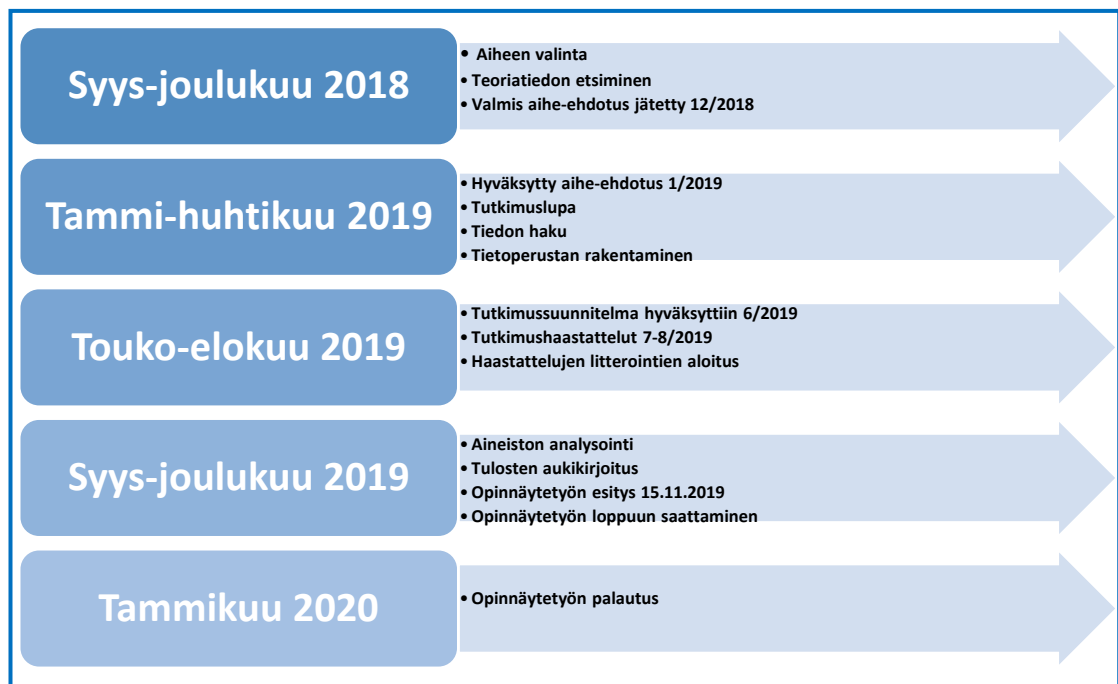 Syys-joulukuu 2018
• Aiheen valinta
• Teoriatiedon etsiminen
• Valmis aihe-ehdotus jätetty 12/2018
Tammi-huhtikuu 2019
• Hyväksytty aihe-ehdotus 1/2019
• Tutkimuslupa
• Tiedon haku
• Tietoperustan rakentaminen
Touko-elokuu 2019
• Tutkimussuunnitelma hyväksyttiin 6/2019
• Tutkimushaastattelut 7-8/2019
• Haastattelujen litterointien aloitus
Syys-joulukuu 2019
• Aineiston analysointi
• Tulosten aukikirjoitus
• Opinnäytetyön esitys 15.11.2019
• Opinnäytetyön loppuun saattaminen
Tammikuu 2020
• Opinnäytetyön palautus